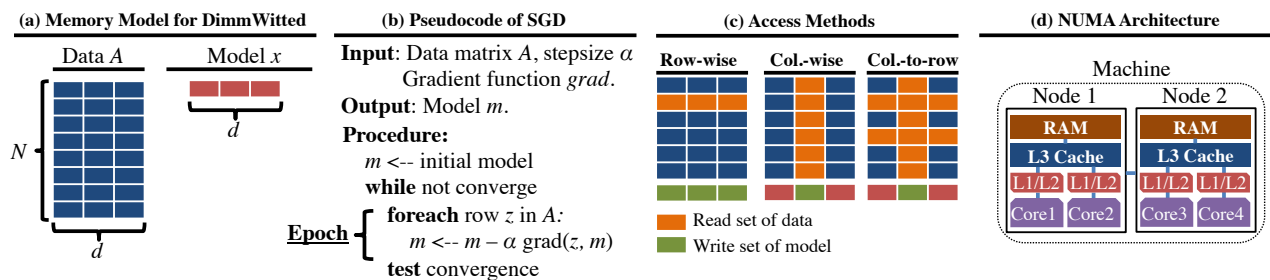 (a) Memory Model for DimmWitted
Data A
Model x
N
d
d
(b) Pseudocode of SGD
Input: Data matrix A, stepsize α
Gradient function grad.
Output: Model m.
Procedure:
m <-- initial model
while not converge
foreach row z in A:
Epoch
m <-- m – α grad(z, m)
test convergence
(c) Access Methods
Row-wise
Col.-wise
Col.-to-row
Read set of data
Write set of model
(d) NUMA Architecture
Machine
Node 1
Node 2
RAM
RAM
L3 Cache
L3 Cache
L1/L2 L1/L2
L1/L2 L1/L2
Core1 Core2
Core3 Core4